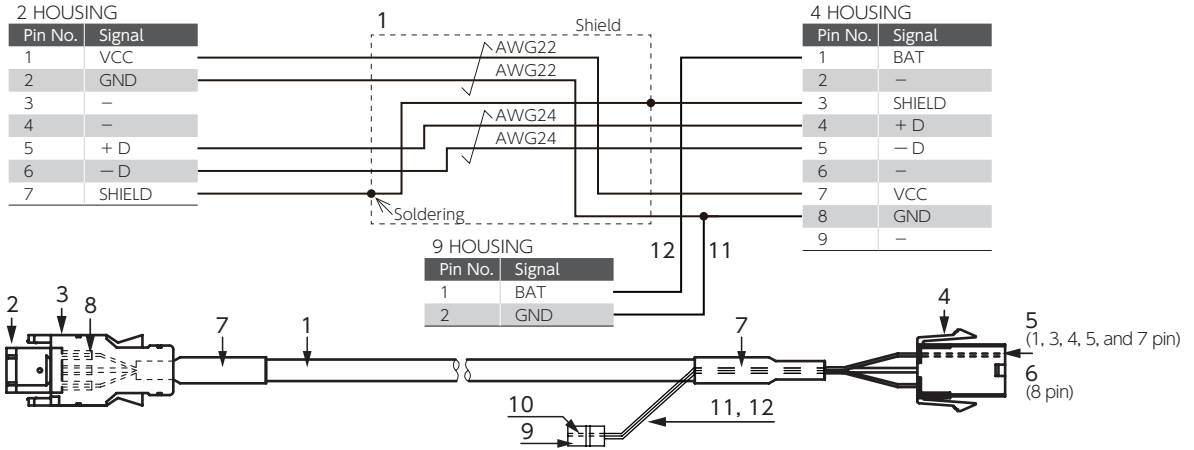 2 HOUSING
Pin No. Signal
1 VCC
2 GND
3 −
4 −
5 + D
6 − D
7 SHIELD
1
Shield
AWG22
AWG22
AWG24
AWG24
Soldering
4 HOUSING
Pin No. Signal
1 BAT
2 −
3 SHIELD
4 + D
5 − D
6 −
7 VCC
8 GND
9 −
12 11
9 HOUSING
Pin No. Signal
1 BAT
2 GND
2
3
8
7
1
7
4
5
(1, 3, 4, 5, and 7 pin)
6
(8 pin)
10
9
11, 12